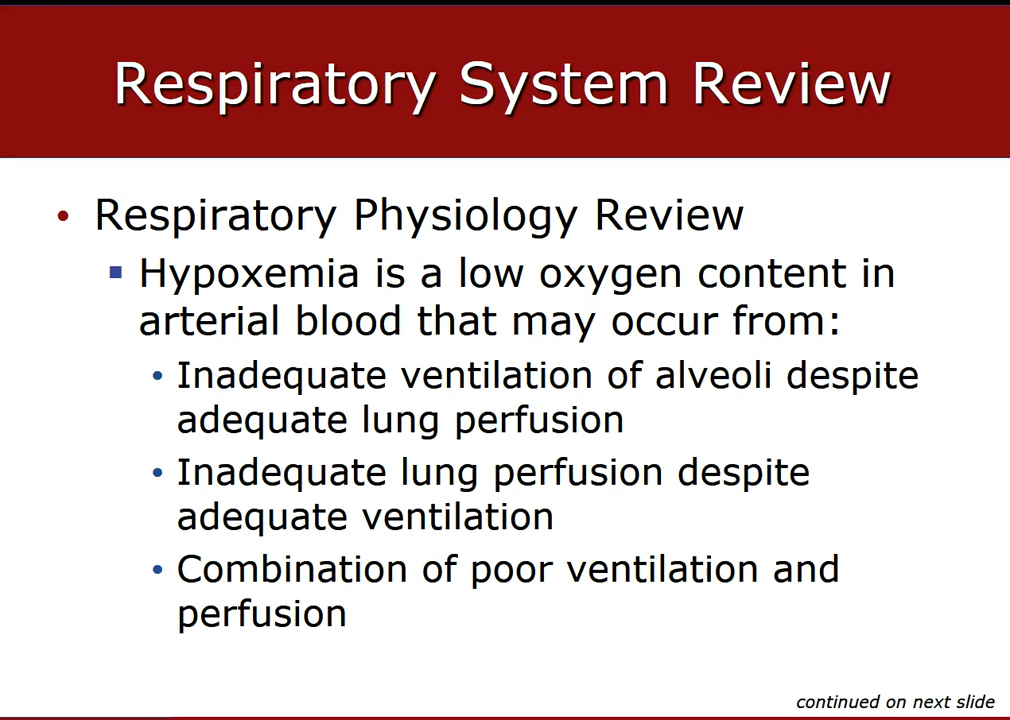 Respiratory System Review
• Respiratory Physiology Review
▪ Hypoxemia is a low oxygen content in
arterial blood that may occur from:
• Inadequate ventilation of alveoli despite
adequate lung perfusion
• Inadequate lung perfusion despite
adequate ventilation
• Combination of poor ventilation and
perfusion
continued on next slide